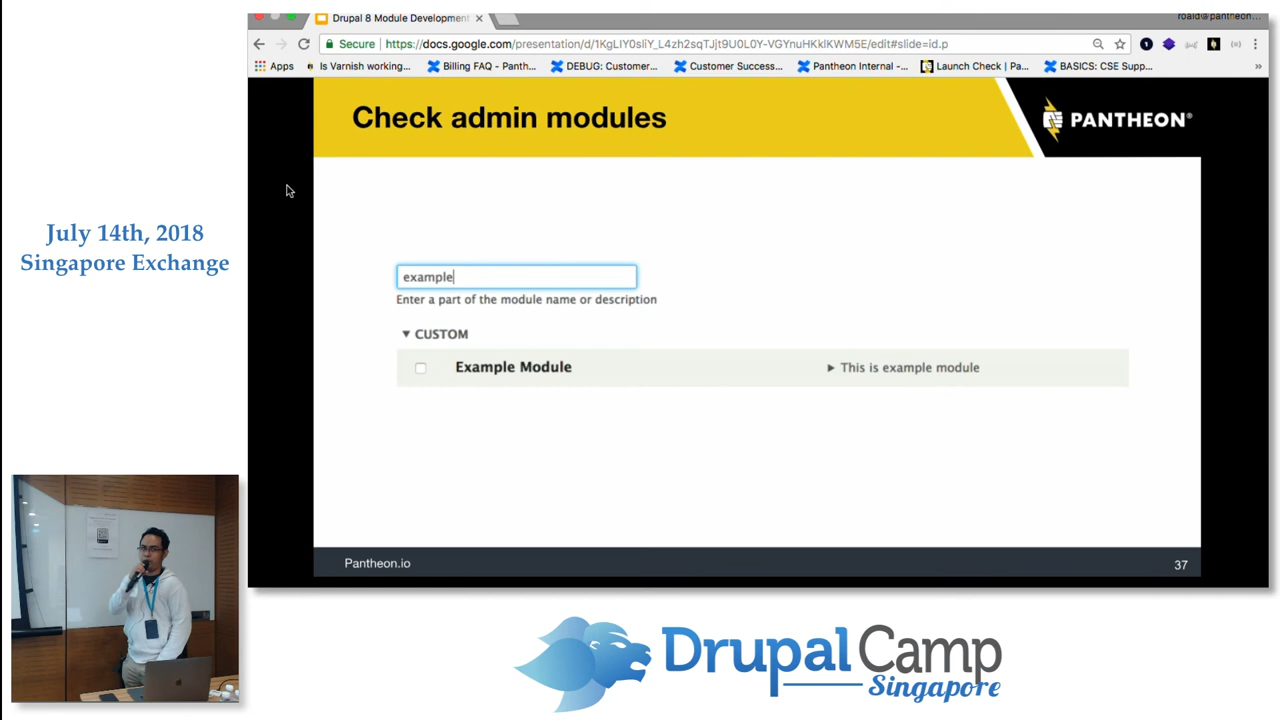 Drupal 8 Module Development
roald@pantheon...
Secure
https://docs.google.com/presentation/d/1KgLIY0sIiY_L4zh2sqTJjt9U0L0Y-VGYnuHKklKWM5E/edit#slide=id.p
Apps
Is Varnish working...
Billing FAQ - Panth...
DEBUG: Customer...
Customer Success...
Pantheon Internal -...
Launch Check | Pa...
BASICS: CSE Supp...
»
Check admin modules
PANTHEON®
July 14th, 2018
Singapore Exchange
example
Enter a part of the module name or description
CUSTOM
Example Module
This is example module
Pantheon.io
37
DrupalCamp
Singapore